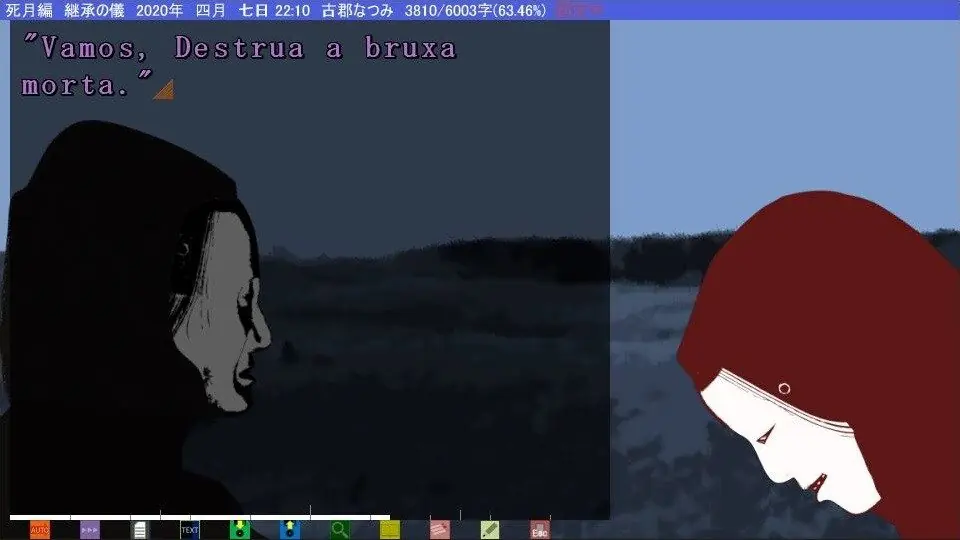 死月編 継承の儀 2020年 四月 七日 22:10 古郡なつみ 3810/6003字(63.46%)
"Vamos, Destrua a bruxa
morta."
AUTO TEXT Esc